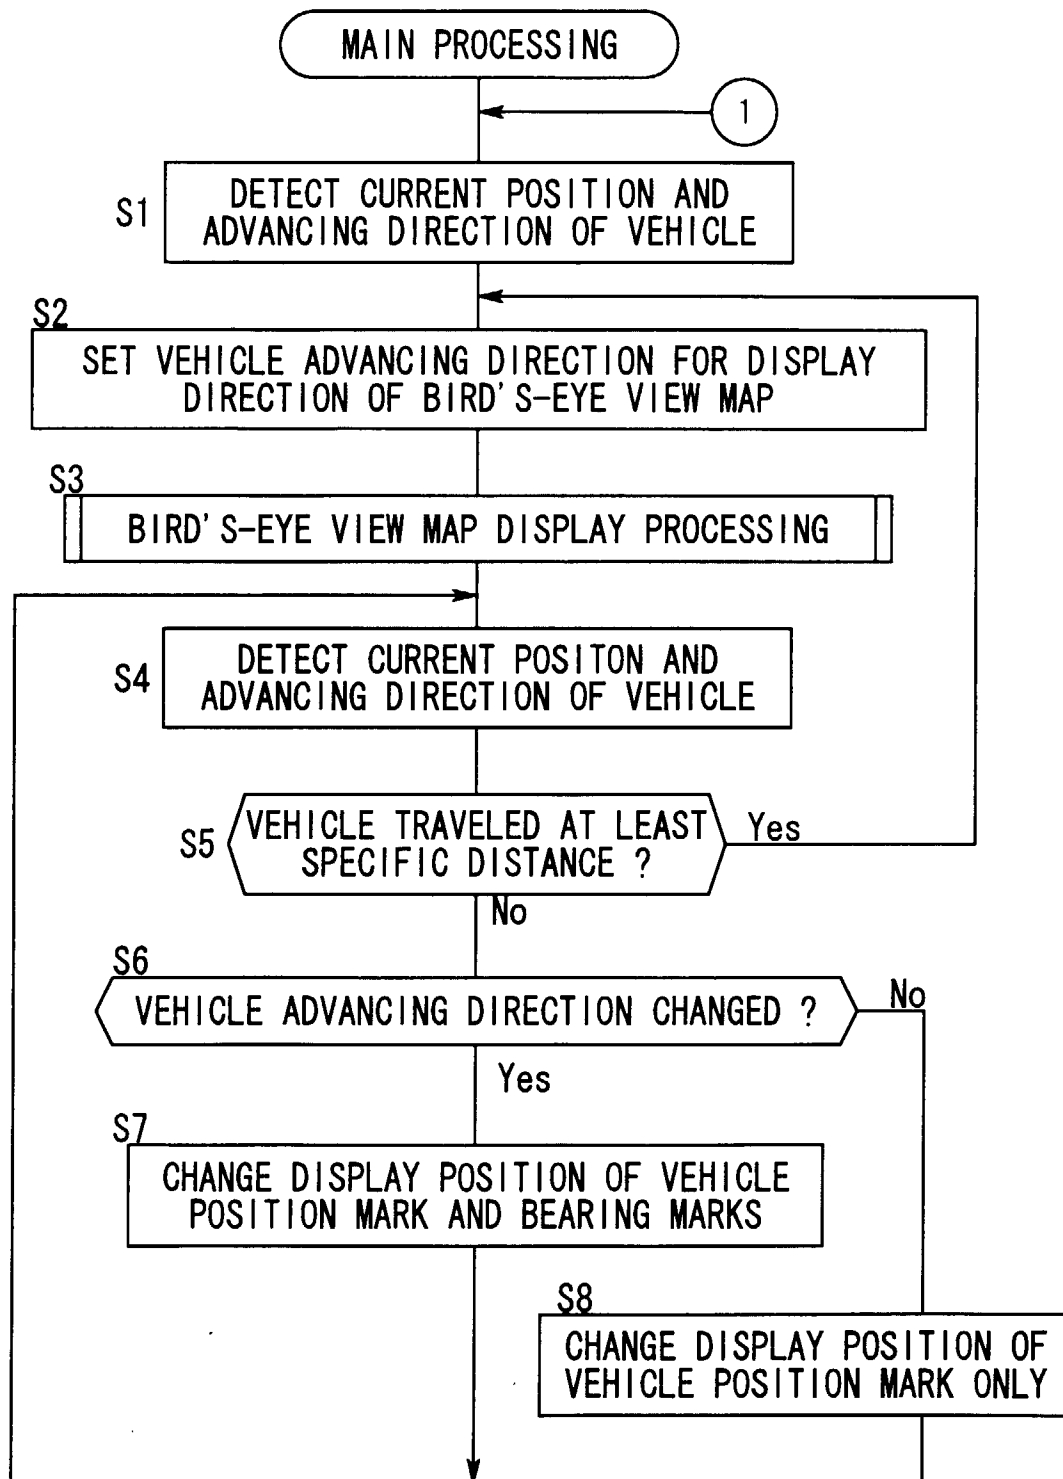 MAIN PROCESSING
1
S1
DETECT CURRENT POSITION AND
ADVANCING DIRECTION OF VEHICLE
S2
SET VEHICLE ADVANCING DIRECTION FOR DISPLAY
DIRECTION OF BIRD'S-EYE VIEW MAP
S3
BIRD'S-EYE VIEW MAP DISPLAY PROCESSING
S4
DETECT CURRENT POSITON AND
ADVANCING DIRECTION OF VEHICLE
S5
VEHICLE TRAVELED AT LEAST
SPECIFIC DISTANCE ?
Yes
No
S6
VEHICLE ADVANCING DIRECTION CHANGED ?
No
Yes
S7
CHANGE DISPLAY POSITION OF VEHICLE
POSITION MARK AND BEARING MARKS
S8
CHANGE DISPLAY POSITION OF
VEHICLE POSITION MARK ONLY